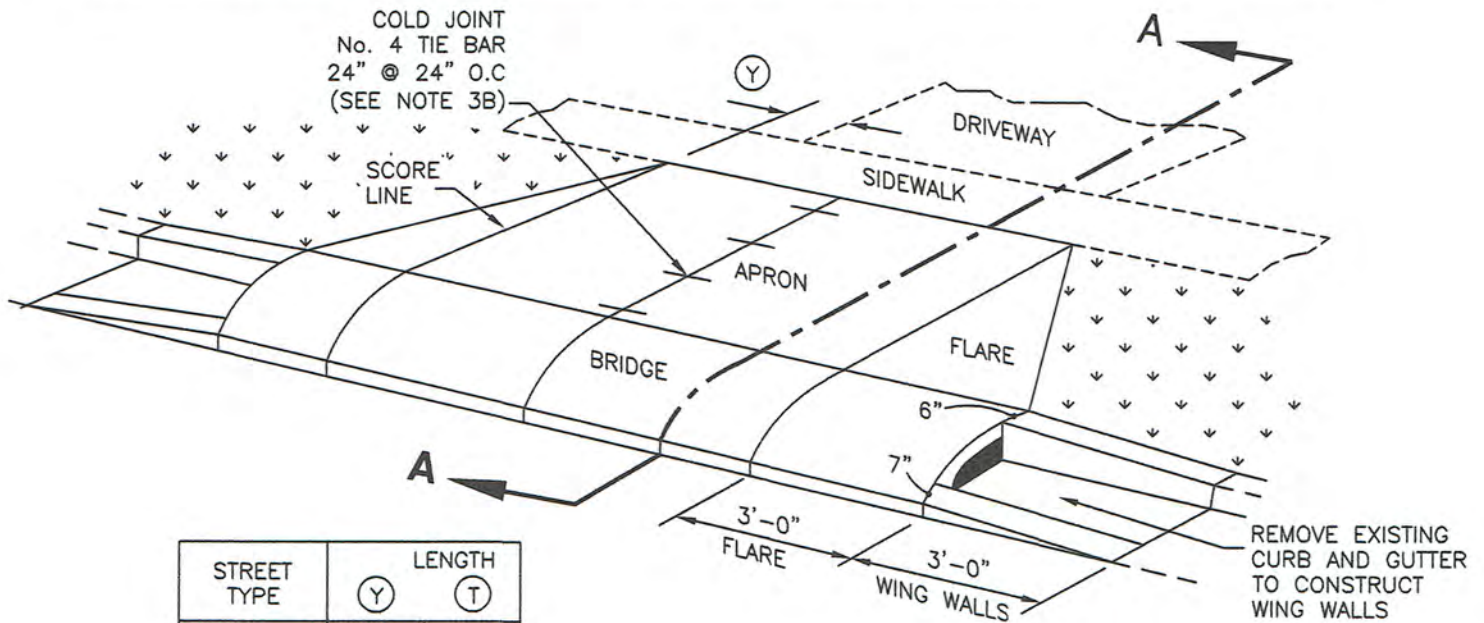 COLD JOINT
No. 4 TIE BAR
24" @ 24" O.C
(SEE NOTE 3B)
Y
A
DRIVEWAY
SCORE
LINE
SIDEWALK
APRON
BRIDGE
FLARE
6"
7"
A
3'-0"
FLARE
3'-0"
WING WALLS
REMOVE EXISTING
CURB AND GUTTER
TO CONSTRUCT
WING WALLS
STREET
TYPE
LENGTH
Y T